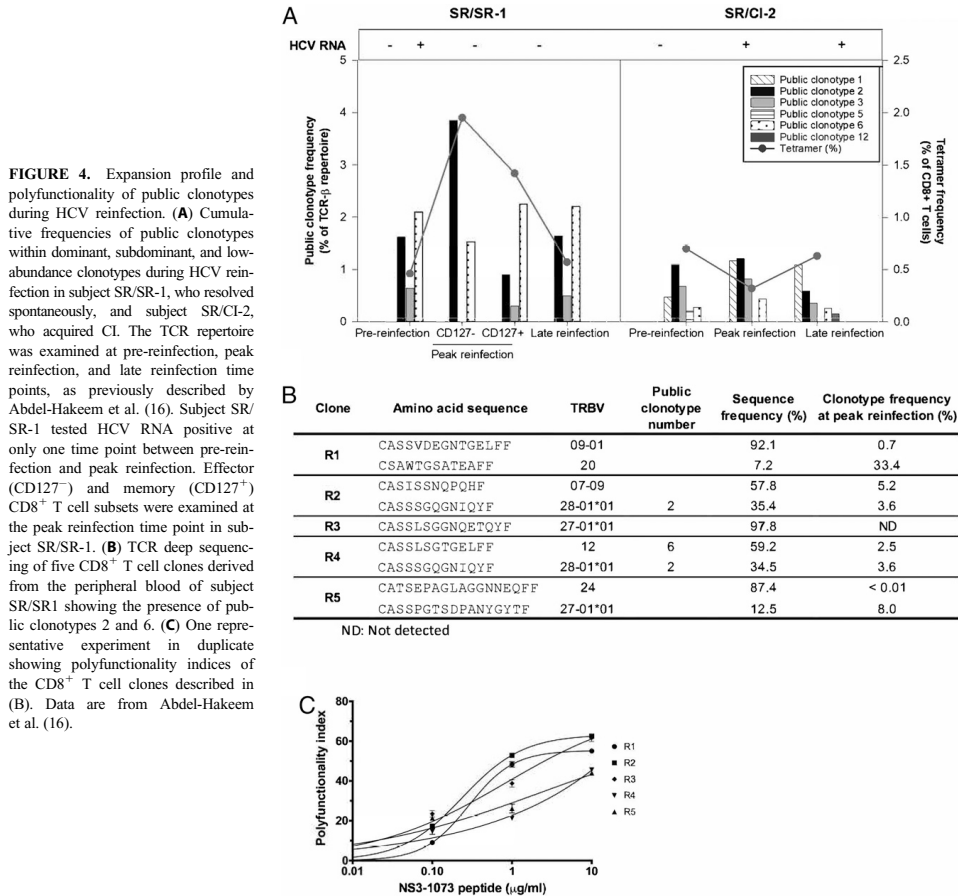 FIGURE 4. Expansion profile and
polyfunctionality of public clonotypes
during HCV reinfection. (A) Cumula-
tive frequencies of public clonotypes
within dominant, subdominant, and low-
abundance clonotypes during HCV rein-
fection in subject SR/SR-1, who resolved
spontaneously, and subject SR/CI-2,
who acquired CI. The TCR repertoire
was examined at pre-reinfection, peak
reinfection, and late reinfection time
points, as previously described by
Abdel-Hakeem et al. (16). Subject SR/
SR-1 tested HCV RNA positive at
only one time point between pre-rein-
fection and peak reinfection. Effector
(CD127⁻) and memory (CD127⁺)
CD8⁺ T cell subsets were examined at
the peak reinfection time point in sub-
ject SR/SR-1. (B) TCR deep sequenc-
ing of five CD8⁺ T cell clones derived
from the peripheral blood of subject
SR/SR1 showing the presence of pub-
lic clonotypes 2 and 6. (C) One repre-
sentative experiment in duplicate
showing polyfunctionality indices of
the CD8⁺ T cell clones described in
(B). Data are from Abdel-Hakeem
et al. (16).
A
SR/SR-1 SR/CI-2
HCV RNA - + - - - + +
Public clonotype frequency
(% of TCR-β repertoire)
5
4
3
2
1
0
Public clonotype 1
Public clonotype 2
Public clonotype 3
Public clonotype 5
Public clonotype 6
Public clonotype 12
Tetramer (%)
2.5
2.0
1.5
1.0
0.5
0.0
Tetramer frequency
(% of CD8+ T cells)
Pre-reinfection CD127- CD127+ Late reinfection Pre-reinfection Peak reinfection Late reinfection
Peak reinfection
B
Clone Amino acid sequence TRBV Public clonotype number Sequence frequency (%) Clonotype frequency at peak reinfection (%)
R1 CASSVDEGNTGELFF 09-01 92.1 0.7
CSAWTGSATEAFF 20 7.2 33.4
R2 CASISSNQPQHF 07-09 57.8 5.2
CASSSGQGNIQYF 28-01*01 2 35.4 3.6
R3 CASSLSGGNQETQYF 27-01*01 97.8 ND
R4 CASSLSGTGELFF 12 6 59.2 2.5
CASSSGQGNIQYF 28-01*01 2 34.5 3.6
R5 CATSEPAGLAGGNNEQFF 24 87.4 < 0.01
CASSPGTSDPANYGYTF 27-01*01 12.5 8.0
ND: Not detected
C
Polyfunctionality index
80
60
40
20
0
0.01 0.10 1 10
NS3-1073 peptide (µg/ml)
R1
R2
R3
R4
R5